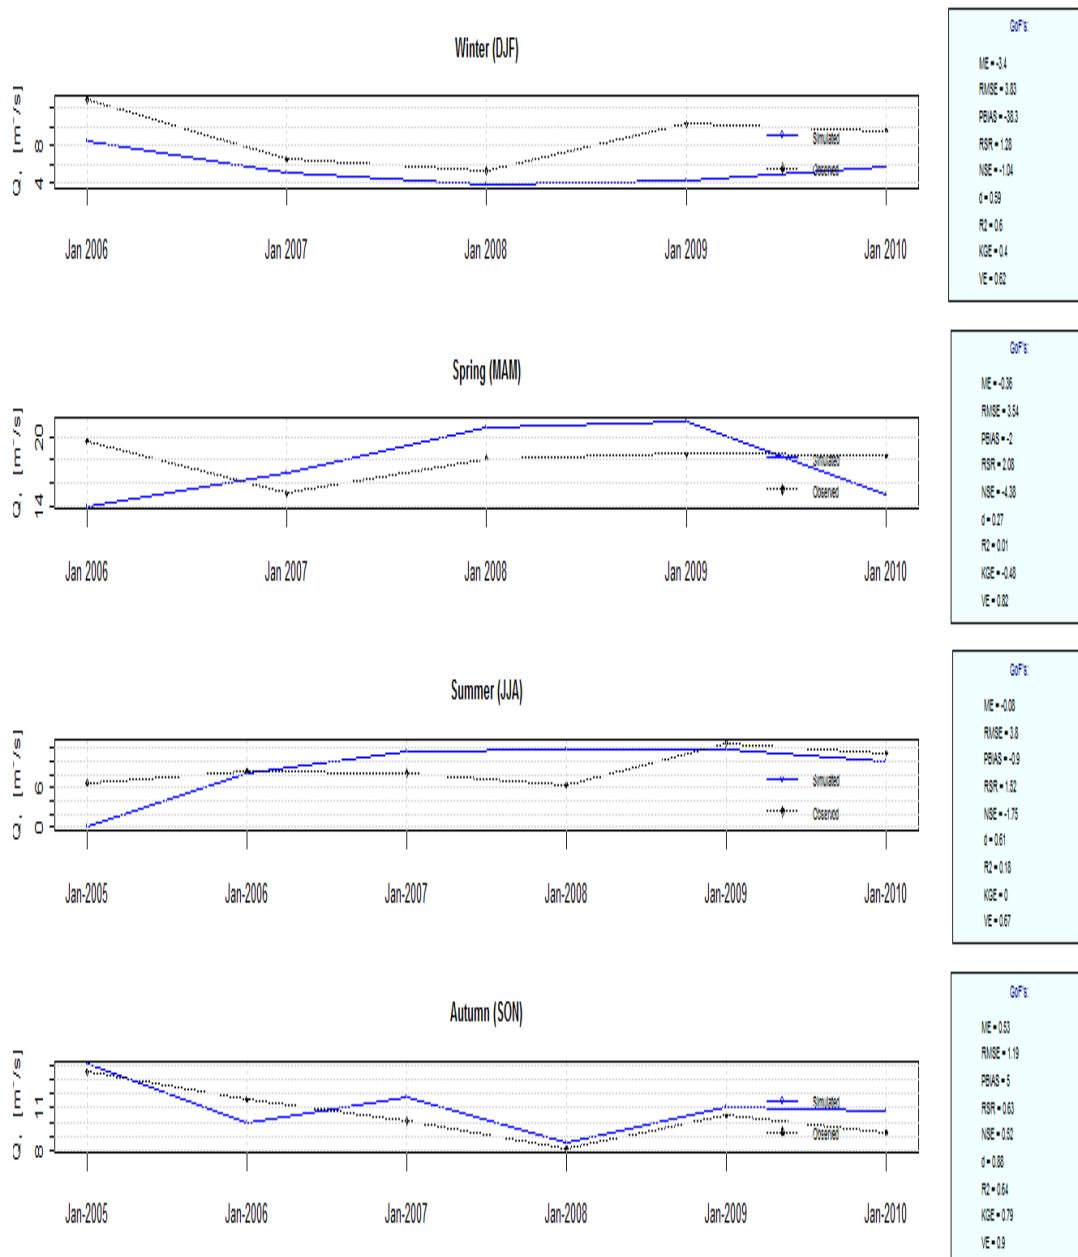 Winter (DJF)
Q, [m³/s]
8
4
Simulated
Observed
Jan 2006
Jan 2007
Jan 2008
Jan 2009
Jan 2010
GoF's:
ME = -3.4
RMSE = 3.83
PBIAS = -38.3
RSR = 1.28
NSE = -1.04
d = 0.59
R2 = 0.6
KGE = 0.4
VE = 0.62
Spring (MAM)
Q, [m³/s]
20
14
Simulated
Observed
Jan 2006
Jan 2007
Jan 2008
Jan 2009
Jan 2010
GoF's:
ME = -0.36
RMSE = 3.54
PBIAS = -2
RSR = 2.08
NSE = -4.38
d = 0.27
R2 = 0.01
KGE = -0.48
VE = 0.82
Summer (JJA)
Q, [m³/s]
6
0
Simulated
Observed
Jan-2005
Jan-2006
Jan-2007
Jan-2008
Jan-2009
Jan-2010
GoF's:
ME = -0.08
RMSE = 3.8
PBIAS = -0.9
RSR = 1.52
NSE = -1.75
d = 0.61
R2 = 0.18
KGE = 0
VE = 0.67
Autumn (SON)
Q, [m³/s]
11
8
Simulated
Observed
Jan-2005
Jan-2006
Jan-2007
Jan-2008
Jan-2009
Jan-2010
GoF's:
ME = 0.53
RMSE = 1.19
PBIAS = 5
RSR = 0.63
NSE = 0.52
d = 0.88
R2 = 0.64
KGE = 0.79
VE = 0.9